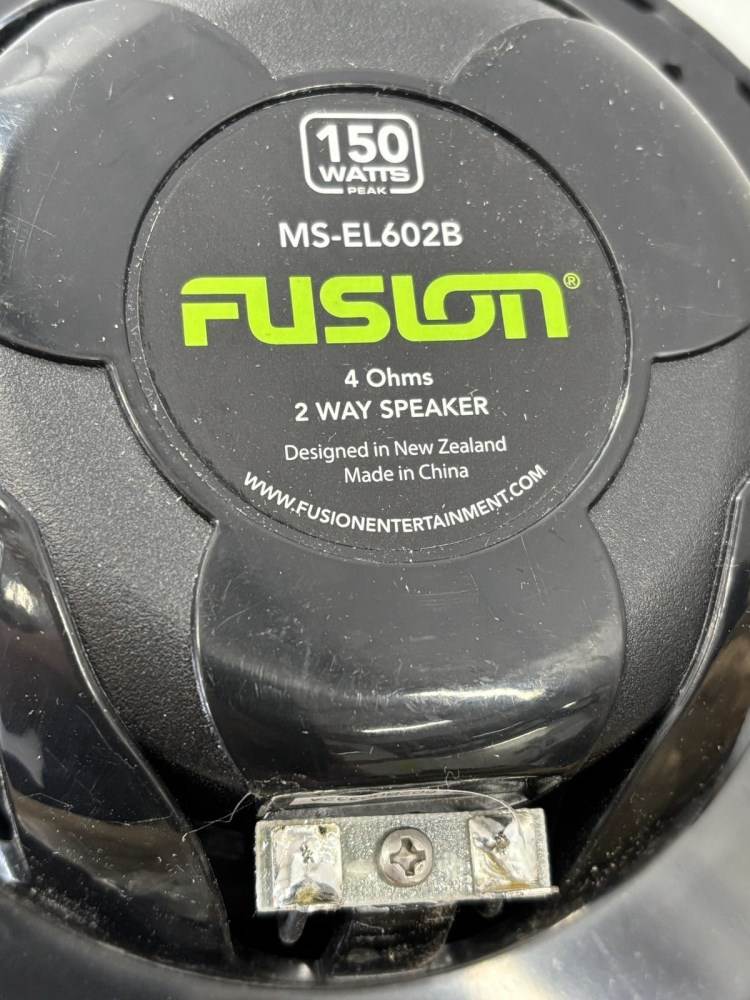 150
WATTS
PEAK
MS-EL602B
FUSION®
4 Ohms
2 WAY SPEAKER
Designed in New Zealand
Made in China
WWW.FUSIONENTERTAINMENT.COM